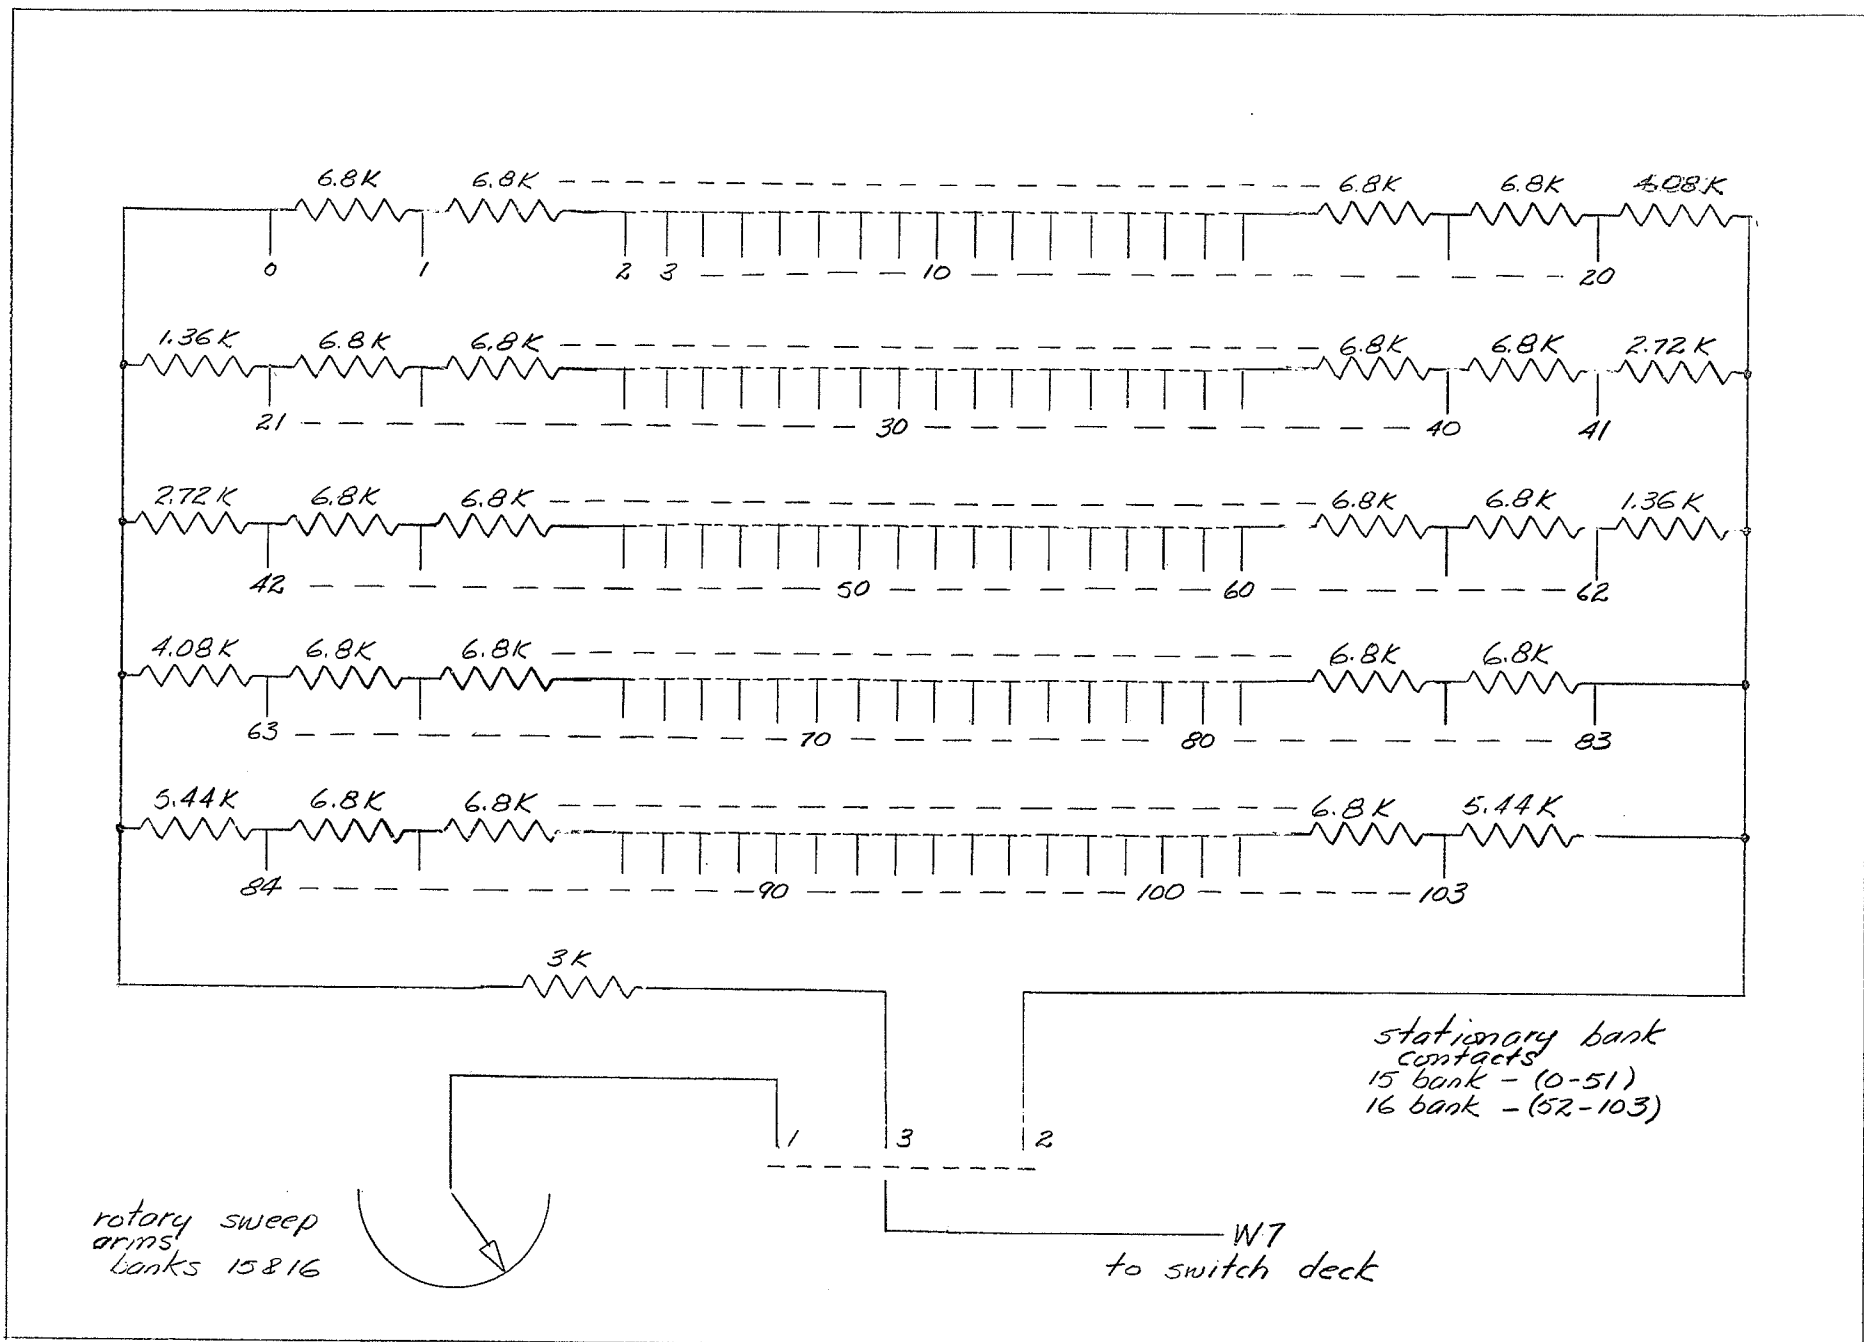 6.8K 6.8K 6.8K 6.8K 4.08K
0 1 2 3 10 20
1.36K 6.8K 6.8K 6.8K 6.8K 2.72K
21 30 40 41
2.72K 6.8K 6.8K 6.8K 6.8K 1.36K
42 50 60 62
4.08K 6.8K 6.8K 6.8K 6.8K
63 70 80 83
5.44K 6.8K 6.8K 6.8K 5.44K
84 90 100 103
3K
stationary bank
contacts
15 bank - (0-51)
16 bank - (52-103)
1 3 2
rotary sweep
arms
banks 15&16
W7
to switch deck